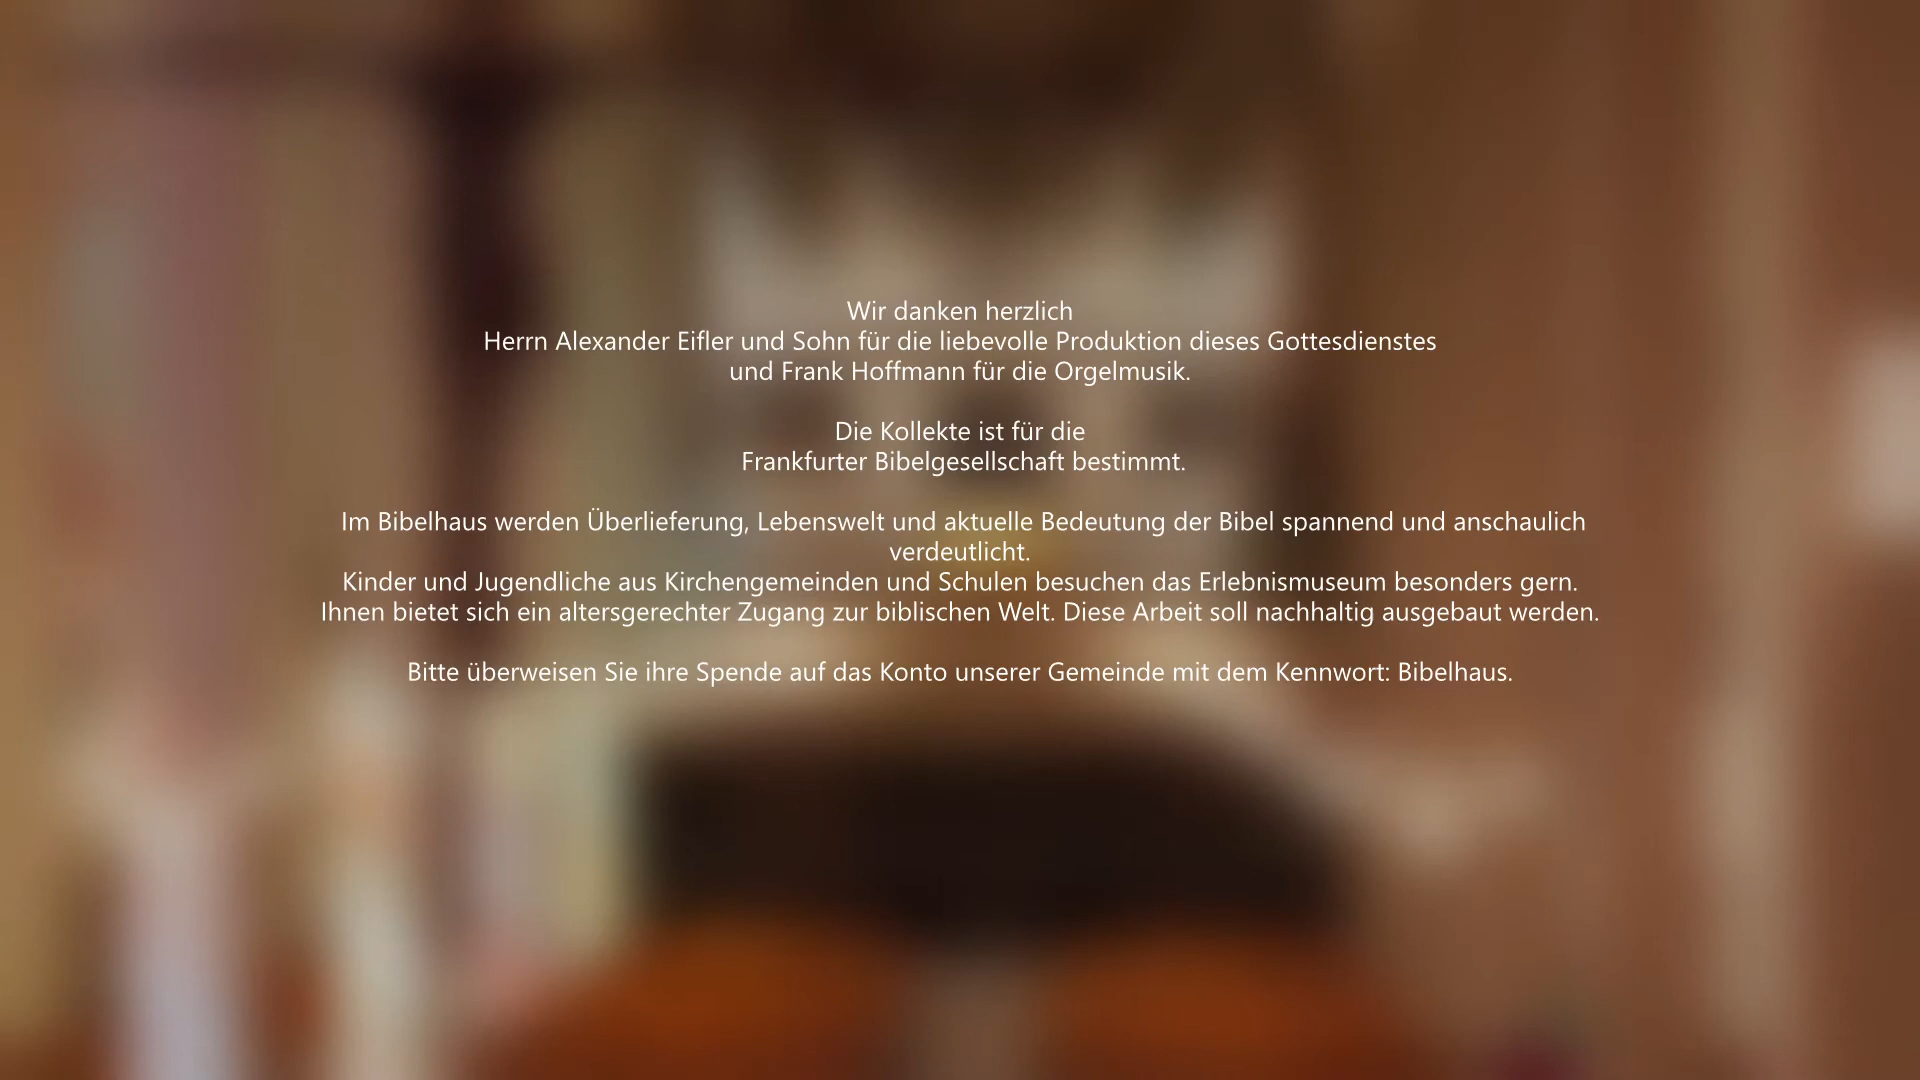 Wir danken herzlich
Herrn Alexander Eifler und Sohn für die liebevolle Produktion dieses Gottesdienstes
und Frank Hoffmann für die Orgelmusik.
Die Kollekte ist für die
Frankfurter Bibelgesellschaft bestimmt.
Im Bibelhaus werden Überlieferung, Lebenswelt und aktuelle Bedeutung der Bibel spannend und anschaulich
verdeutlicht.
Kinder und Jugendliche aus Kirchengemeinden und Schulen besuchen das Erlebnismuseum besonders gern.
Ihnen bietet sich ein altersgerechter Zugang zur biblischen Welt. Diese Arbeit soll nachhaltig ausgebaut werden.
Bitte überweisen Sie ihre Spende auf das Konto unserer Gemeinde mit dem Kennwort: Bibelhaus.